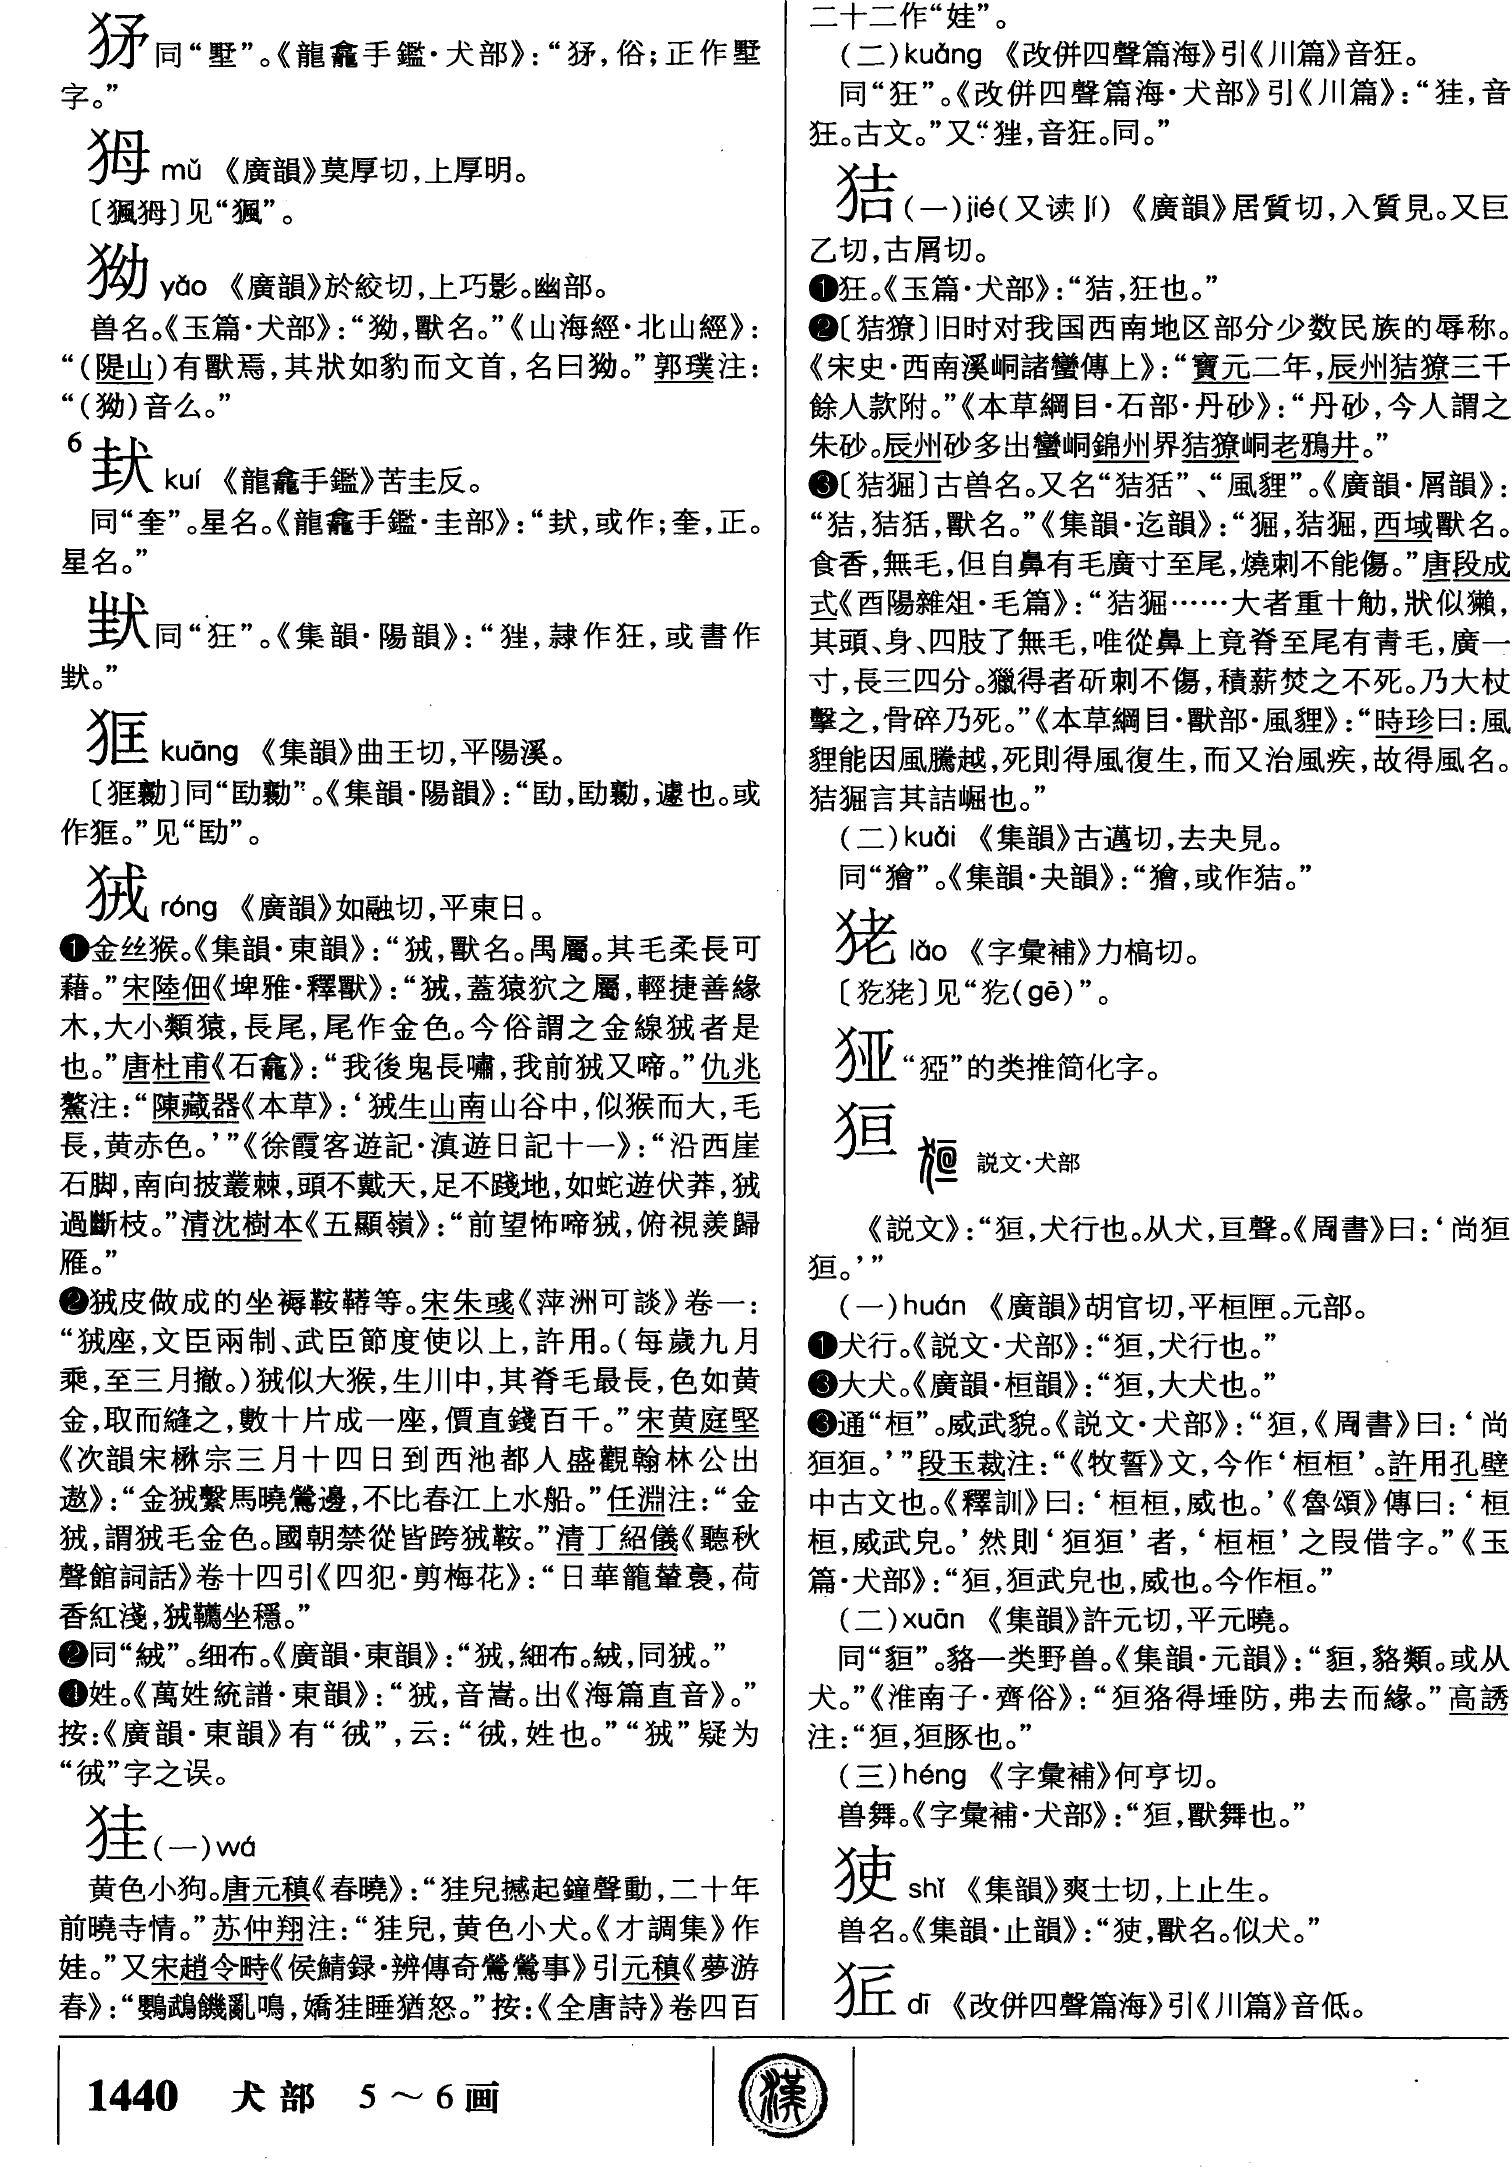 犽同“墅”。《龍龕手鑑·犬部》：“犽，俗；正作墅
字。”
㹪 mǔ 《廣韻》莫厚切，上厚明。
〔猦㹪〕见“猦”。
狕 yǎo 《廣韻》於絞切，上巧影。幽部。
兽名。《玉篇·犬部》：“狕，獸名。”《山海經·北山經》：
“（隄山）有獸焉，其狀如豹而文首，名曰狕。”郭璞注：
“（狕）音么。”
6
㹧 kuí 《龍龕手鑑》苦圭反。
同“奎”。星名。《龍龕手鑑·圭部》：“㹧，或作；奎，正。
星名。”
同“狂”。《集韻·陽韻》：“㹰，隸作狂，或書作
。”
㹵 kuāng 《集韻》曲王切，平陽溪。
〔㹵勷〕同“劻勷”。《集韻·陽韻》：“劻，劻勷，遽也。或
作㹵。”见“劻”。
狨 róng 《廣韻》如融切，平東日。
❶金丝猴。《集韻·東韻》：“狨，獸名。禺屬。其毛柔長可
藉。”宋陸佃《埤雅·釋獸》：“狨，蓋猿狖之屬，輕捷善緣
木，大小類猿，長尾，尾作金色。今俗謂之金線狨者是
也。”唐杜甫《石龕》：“我後鬼長嘯，我前狨又啼。”仇兆
鰲注：“陳藏器《本草》：‘狨生山南山谷中，似猴而大，毛
長，黄赤色。’”《徐霞客遊記·滇遊日記十一》：“沿西崖
石脚，南向披叢棘，頭不戴天，足不踐地，如蛇遊伏莽，狨
過斷枝。”清沈樹本《五顯嶺》：“前望怖啼狨，俯視羨歸
雁。”
❷狨皮做成的坐褥鞍鞯等。宋朱彧《萍洲可談》卷一：
“狨座，文臣兩制、武臣節度使以上，許用。（每歲九月
乘，至三月撤。）狨似大猴，生川中，其脊毛最長，色如黄
金，取而縫之，數十片成一座，價直錢百千。”宋黄庭堅
《次韻宋楙宗三月十四日到西池都人盛觀翰林公出
遨》：“金狨繫馬曉鶯邊，不比春江上水船。”任淵注：“金
狨，謂狨毛金色。國朝禁從皆跨狨鞍。”清丁紹儀《聽秋
聲館詞話》卷十四引《四犯·剪梅花》：“日華籠輦裛，荷
香紅淺，狨韉坐穩。”
❷同“絨”。细布。《廣韻·東韻》：“狨，細布。絨，同狨。”
❹姓。《萬姓統譜·東韻》：“狨，音嵩。出《海篇直音》。”
按：《廣韻·東韻》有“㣝”，云：“㣝，姓也。”“狨”疑为
“㣝”字之误。
㹦(一)wá
黄色小狗。唐元稹《春曉》：“㹦兒撼起鐘聲動，二十年
前曉寺情。”苏仲翔注：“㹦兒，黄色小犬。《才調集》作
娃。”又宋趙令畤《侯鯖録·辨傳奇鶯鶯事》引元稹《夢游
春》：“鸚鵡饑亂鳴，嬌㹦睡猶怒。”按：《全唐詩》卷四百
二十二作“娃”。
(二)kuáng 《改併四聲篇海》引《川篇》音狂。
同“狂”。《改併四聲篇海·犬部》引《川篇》：“㹦，音
狂。古文。”又“㹰，音狂。同。”
狤(一)jié(又读 jí) 《廣韻》居質切，入質見。又巨
乙切，古屑切。
❶狂。《玉篇·犬部》：“狤，狂也。”
❷〔狤獠〕旧时对我国西南地区部分少数民族的辱称。
《宋史·西南溪峒諸蠻傳上》：“寶元二年，辰州狤獠三千
餘人款附。”《本草綱目·石部·丹砂》：“丹砂，今人謂之
朱砂。辰州砂多出蠻峒錦州界狤獠峒老鴉井。”
❸〔狤𤟎〕古兽名。又名“狤狧”、“風貍”。《廣韻·屑韻》：
“狤，狤狧，獸名。”《集韻·迄韻》：“𤟎，狤𤟎，西域獸名。
食香，無毛，但自鼻有毛廣寸至尾，燒刺不能傷。”唐段成
式《酉陽雜俎·毛篇》：“狤𤟎……大者重十觔，狀似獺，
其頭、身、四肢了無毛，唯從鼻上竟脊至尾有青毛，廣一
寸，長三四分。獵得者斫刺不傷，積薪焚之不死。乃大杖
擊之，骨碎乃死。”《本草綱目·獸部·風貍》：“時珍曰：風
貍能因風騰越，死則得風復生，而又治風疾，故得風名。
狤𤟎言其詰崛也。”
(二)kuài 《集韻》古邁切，去夬見。
同“獪”。《集韻·夬韻》：“獪，或作狤。”
狫 lǎo 《字彙補》力槁切。
〔犵狫〕见“犵(gē)”。
“𤞞”的类推简化字。
狟 説文·犬部
《説文》：“狟，犬行也。从犬，亘聲。《周書》曰：‘尚狟
狟。’”
(一)huán 《廣韻》胡官切，平桓匣。元部。
❶犬行。《説文·犬部》：“狟，犬行也。”
❸大犬。《廣韻·桓韻》：“狟，大犬也。”
❸通“桓”。威武貌。《説文·犬部》：“狟，《周書》曰：‘尚
狟狟。’”段玉裁注：“《牧誓》文，今作‘桓桓’。許用孔壁
中古文也。《釋訓》曰：‘桓桓，威也。’《魯頌》傳曰：‘桓
桓，威武皃。’然則‘狟狟’者，‘桓桓’之叚借字。”《玉
篇·犬部》：“狟，狟武皃也，威也。今作桓。”
(二)xuān 《集韻》許元切，平元曉。
同“貆”。貉一类野兽。《集韻·元韻》：“貆，貉類。或从
犬。”《淮南子·齊俗》：“狟狢得埵防，弗去而緣。”高誘
注：“狟，狟豚也。”
(三)héng 《字彙補》何亨切。
兽舞。《字彙補·犬部》：“狟，獸舞也。”
㹬 shǐ 《集韻》爽士切，上止生。
兽名。《集韻·止韻》：“㹬，獸名。似犬。”
dī 《改併四聲篇海》引《川篇》音低。
1440 犬部 5～6画
漢